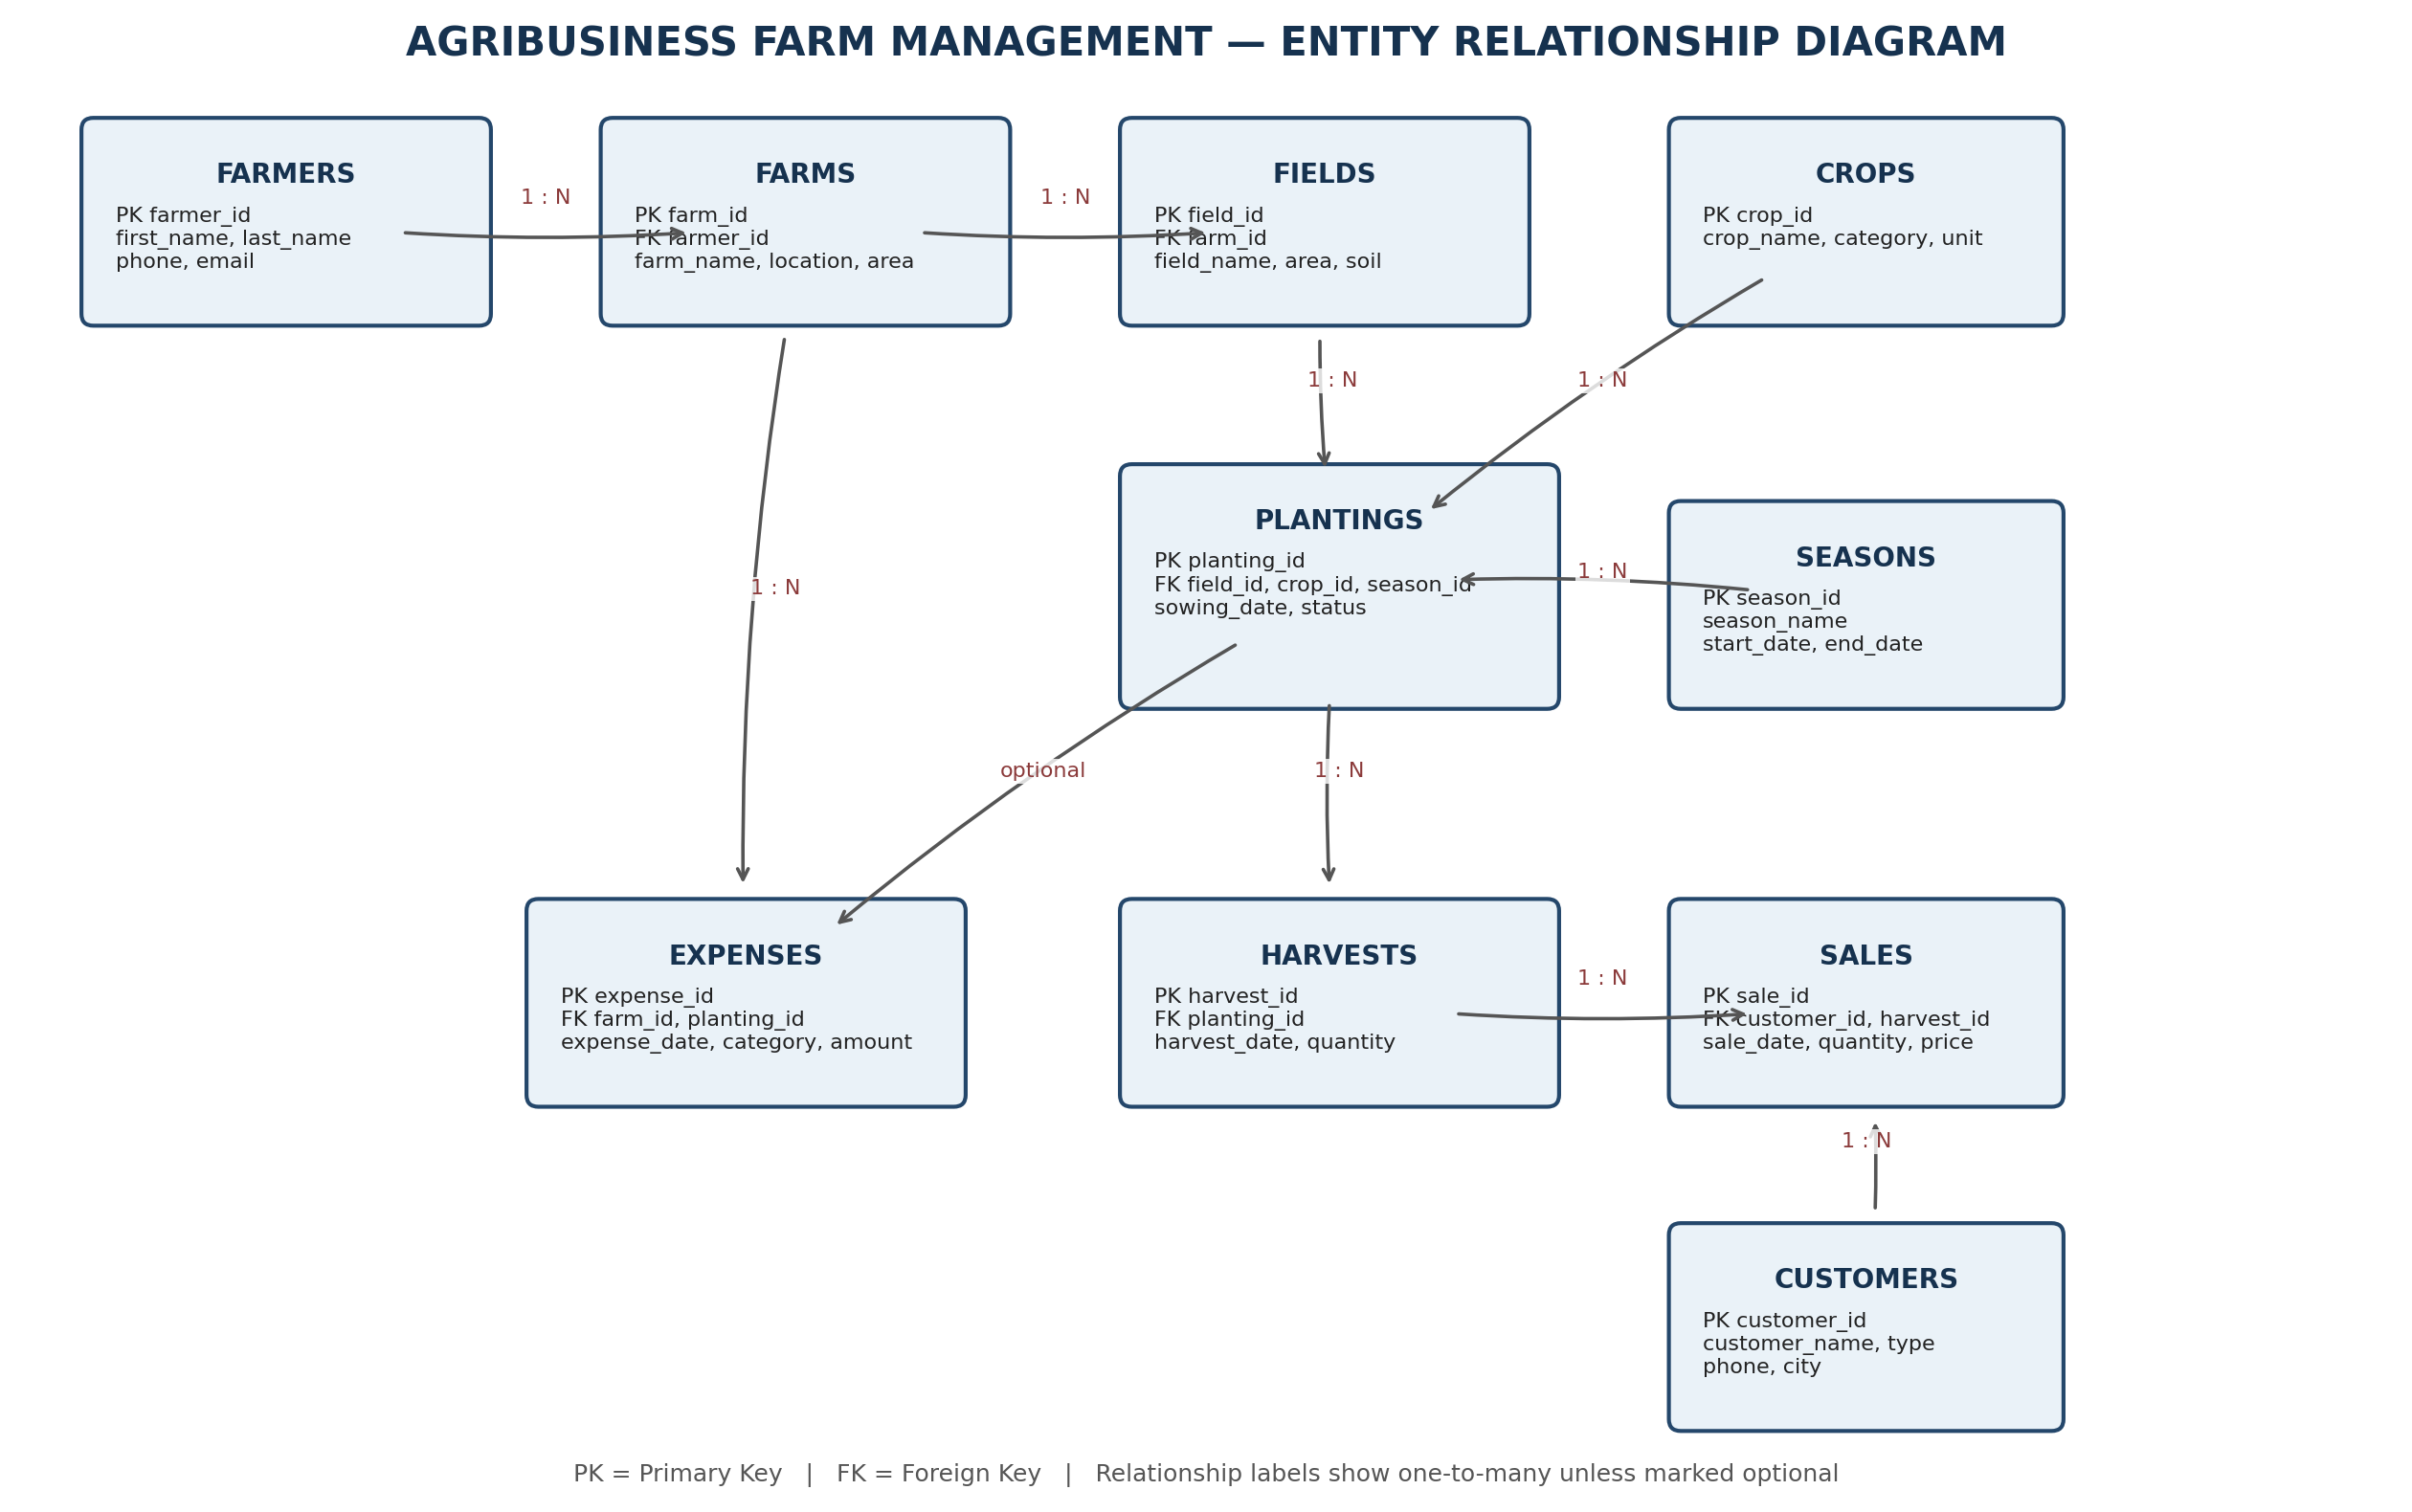 AGRIBUSINESS FARM MANAGEMENT — ENTITY RELATIONSHIP DIAGRAM
FARMERS
PK farmer_id
first_name, last_name
phone, email
1 : N
FARMS
PK farm_id
FK farmer_id
farm_name, location, area
1 : N
FIELDS
PK field_id
FK farm_id
field_name, area, soil
CROPS
PK crop_id
crop_name, category, unit
1 : N
1 : N
PLANTINGS
PK planting_id
FK field_id, crop_id, season_id
sowing_date, status
1 : N
SEASONS
PK season_id
season_name
start_date, end_date
1 : N
optional
1 : N
EXPENSES
PK expense_id
FK farm_id, planting_id
expense_date, category, amount
HARVESTS
PK harvest_id
FK planting_id
harvest_date, quantity
1 : N
SALES
PK sale_id
FK customer_id, harvest_id
sale_date, quantity, price
1 : N
CUSTOMERS
PK customer_id
customer_name, type
phone, city
PK = Primary Key | FK = Foreign Key | Relationship labels show one-to-many unless marked optional